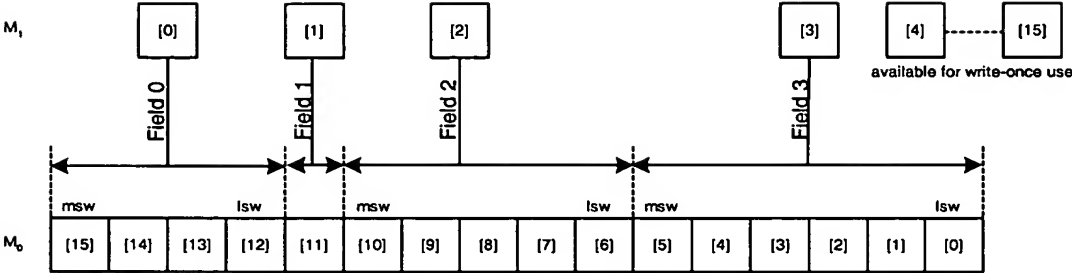 M₁ [0] [1] [2] [3] [4] [15]
available for write-once use
Field 0 Field 1 Field 2 Field 3
msw lsw msw lsw msw lsw
M₀ [15] [14] [13] [12] [11] [10] [9] [8] [7] [6] [5] [4] [3] [2] [1] [0]